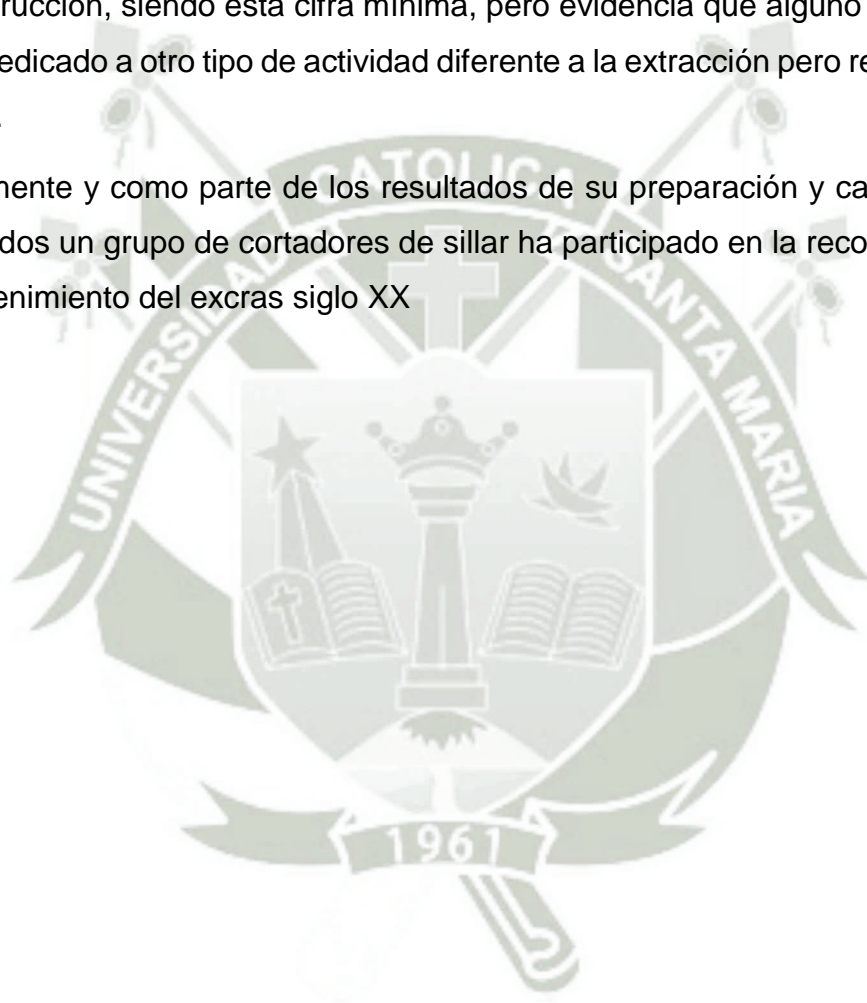 rucción, siendo esta cifra mínima, pero evidencia que alguno
edicado a otro tipo de actividad diferente a la extracción pero re
mente y como parte de los resultados de su preparación y ca
dos un grupo de cortadores de sillar ha participado en la reco
enimiento del excras siglo XX
UNIVERSIDAD CATOLICA SANTA MARIA
1961